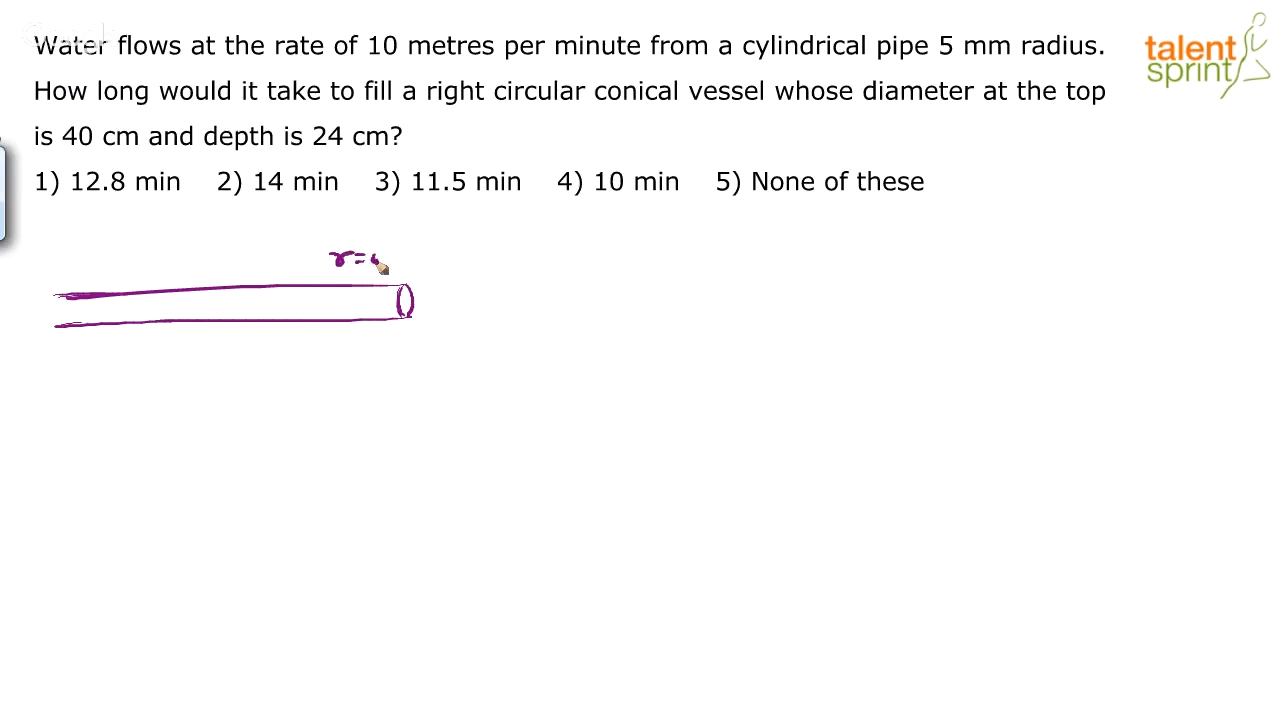 Water flows at the rate of 10 metres per minute from a cylindrical pipe 5 mm radius.
How long would it take to fill a right circular conical vessel whose diameter at the top
is 40 cm and depth is 24 cm?
1) 12.8 min 2) 14 min 3) 11.5 min 4) 10 min 5) None of these
talent
sprint
r=